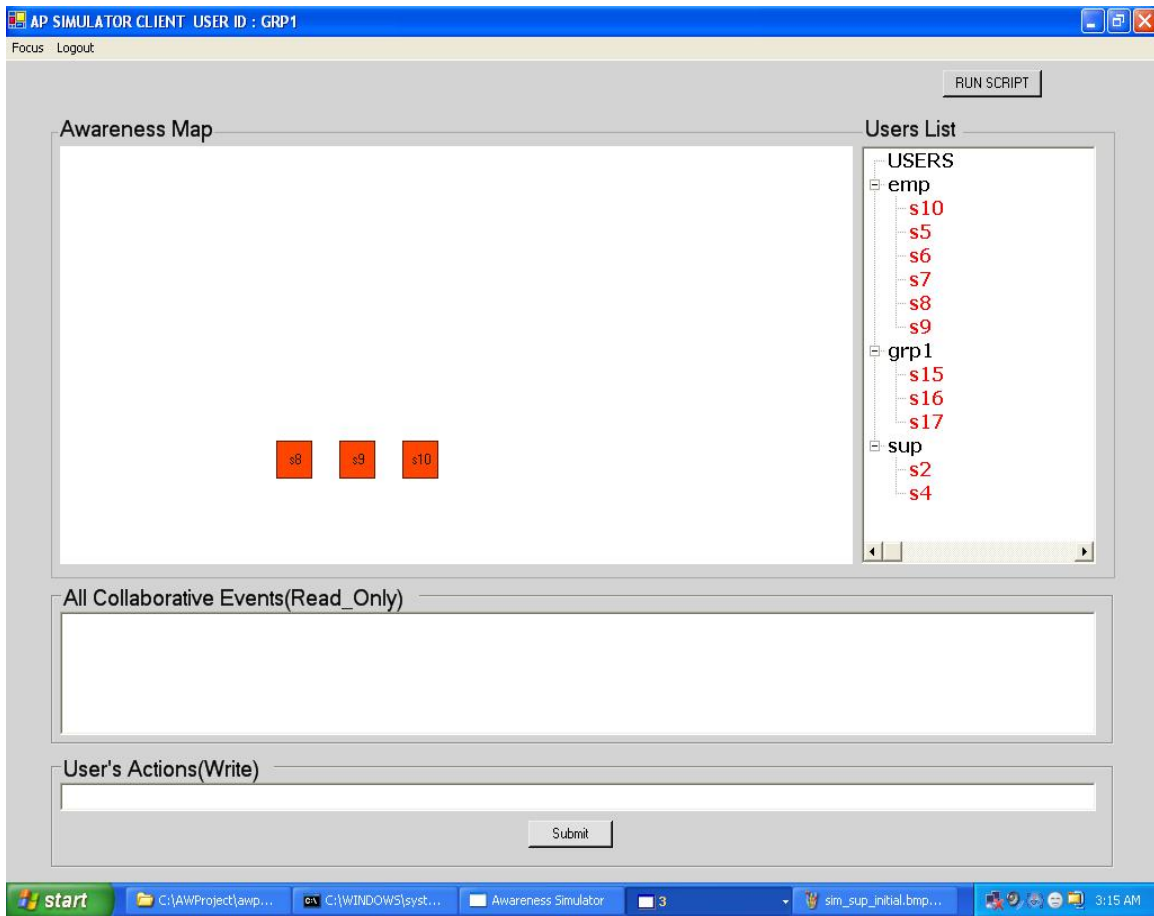 AP SIMULATOR CLIENT USER ID : GRP1
Focus Logout
RUN SCRIPT
Awareness Map
s8 s9 s10
Users List
USERS
emp
s10
s5
s6
s7
s8
s9
grp1
s15
s16
s17
sup
s2
s4
All Collaborative Events(Read_Only)
User's Actions(Write)
Submit
start C:\AWProject\awp... C:\WINDOWS\syst... Awareness Simulator 3 sim_sup_initial.bmp... 3:15 AM